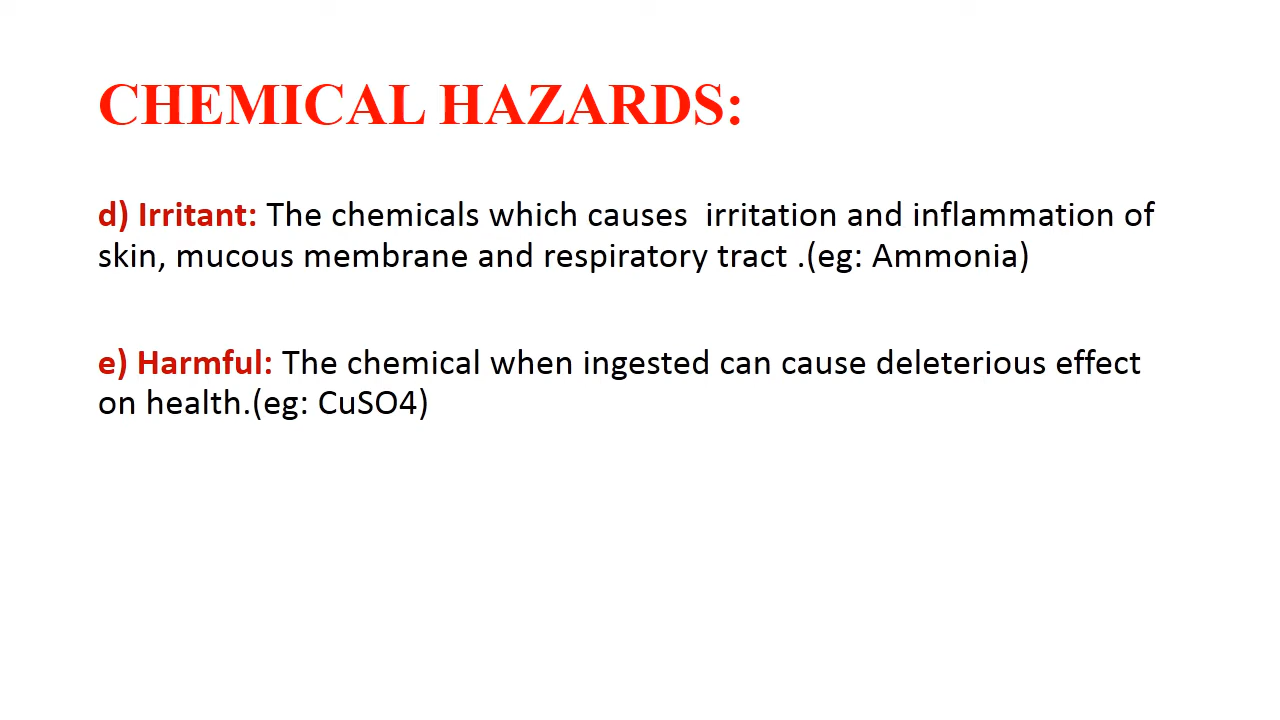 CHEMICAL HAZARDS:
d) Irritant: The chemicals which causes  irritation and inflammation of
skin, mucous membrane and respiratory tract .(eg: Ammonia)
e) Harmful: The chemical when ingested can cause deleterious effect
on health.(eg: CuSO4)